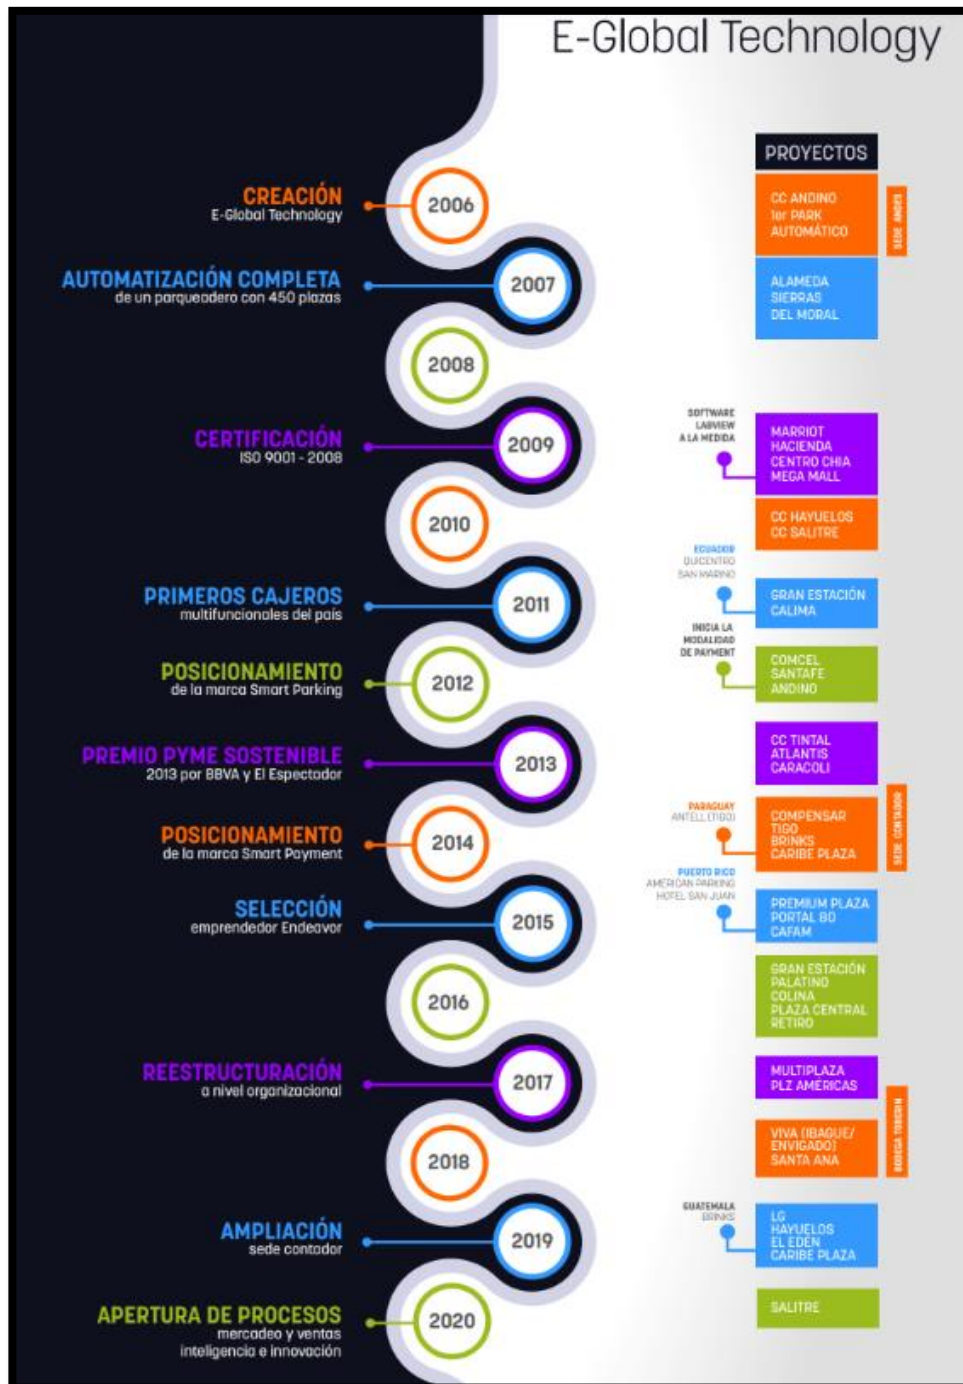 E-Global Technology
PROYECTOS
CREACIÓN
E-Global Technology
2006
CC ANDINO
1er PARK
AUTOMÁTICO
SEDE ANDES
AUTOMATIZACIÓN COMPLETA
de un parqueadero con 450 plazas
2007
ALAMEDA
SIERRAS
DEL MORAL
2008
CERTIFICACIÓN
ISO 9001 - 2008
2009
SOFTWARE
LABVIEW
A LA MEDIDA
MARRIOT
HACIENDA
CENTRO CHIA
MEGA MALL
2010
CC HAYUELOS
CC SALITRE
PRIMEROS CAJEROS
multifuncionales del país
2011
ECUADOR
QUICENTRO
SAN MARINO
GRAN ESTACIÓN
CALIMA
POSICIONAMIENTO
de la marca Smart Parking
2012
INICIA LA
MODALIDAD
DE PAYMENT
COMCEL
SANTAFE
ANDINO
PREMIO PYME SOSTENIBLE
2013 por BBVA y El Espectador
2013
CC TINTAL
ATLANTIS
CARACOLI
POSICIONAMIENTO
de la marca Smart Payment
2014
PARAGUAY
ANTELL (TIGO)
COMPENSAR
TIGO
BRINKS
CARIBE PLAZA
SEDE CONTADOR
SELECCIÓN
emprendedor Endeavor
2015
PUERTO RICO
AMERICAN PARKING
HOTEL SAN JUAN
PREMIUM PLAZA
PORTAL 80
CAFAM
2016
GRAN ESTACIÓN
PALATINO
COLINA
PLAZA CENTRAL
RETIRO
REESTRUCTURACIÓN
a nivel organizacional
2017
MULTIPLAZA
PLZ AMÉRICAS
2018
VIVA (IBAGUE/
ENVIGADO)
SANTA ANA
BODEGA TOBERIN
AMPLIACIÓN
sede contador
2019
GUATEMALA
BRINKS
LG
HAYUELOS
EL EDÉN
CARIBE PLAZA
APERTURA DE PROCESOS
mercadeo y ventas
inteligencia e innovación
2020
SALITRE